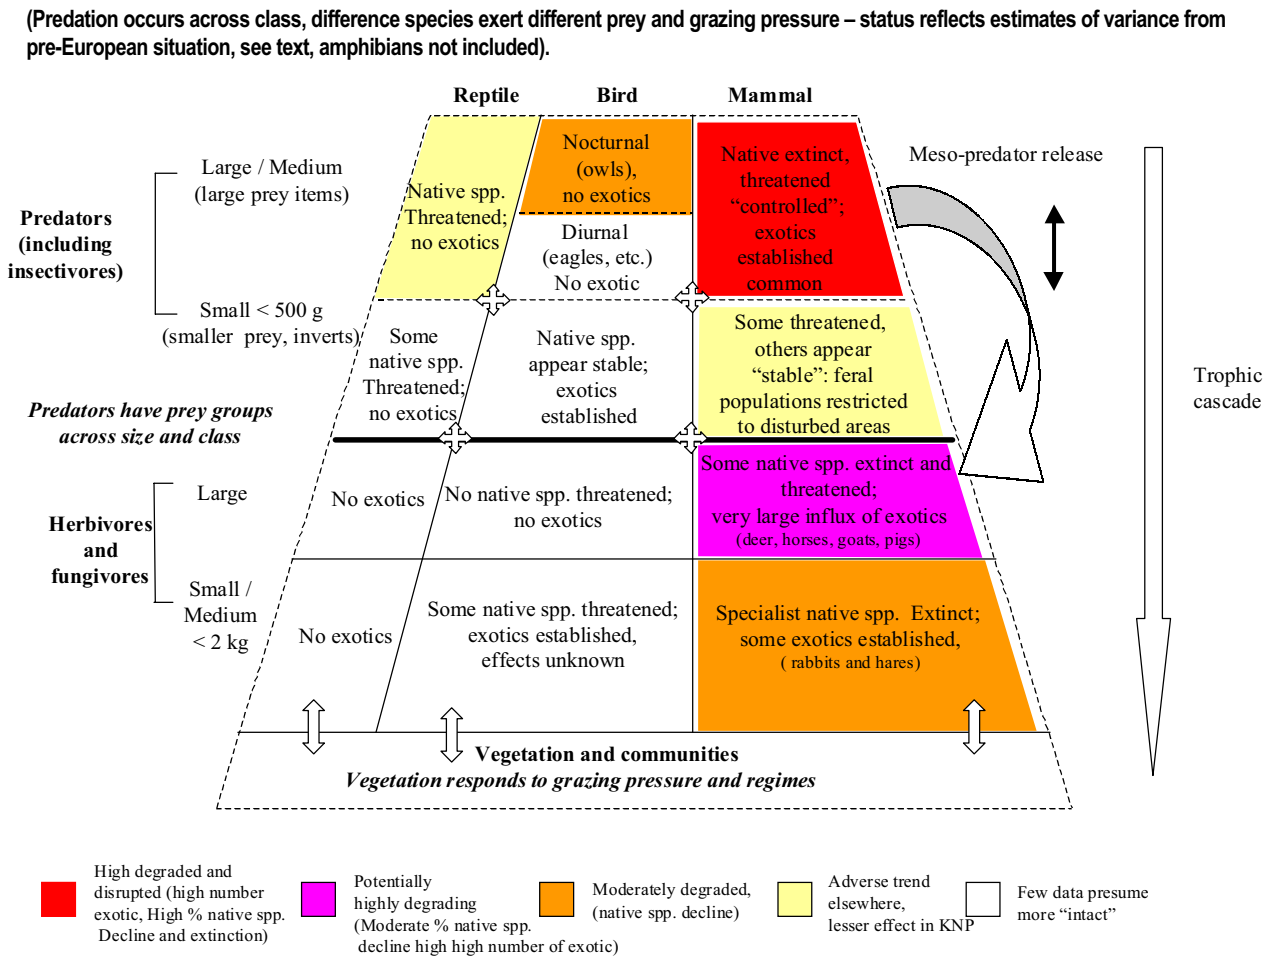 (Predation occurs across class, difference species exert different prey and grazing pressure – status reflects estimates of variance from
pre-European situation, see text, amphibians not included).
Reptile
Bird
Mammal
Predators
(including
insectivores)
Large / Medium
(large prey items)
Small < 500 g
(smaller prey, inverts)
Native spp.
Threatened;
no exotics
Nocturnal
(owls),
no exotics
Diurnal
(eagles, etc.)
No exotic
Native extinct,
threatened
“controlled”;
exotics
established
common
Meso-predator release
Some
native spp.
Threatened;
no exotics
Native spp.
appear stable;
exotics
established
Some threatened,
others appear
“stable”: feral
populations restricted
to disturbed areas
Trophic
cascade
Predators have prey groups
across size and class
Herbivores
and
fungivores
Large
Small /
Medium
< 2 kg
No exotics
No native spp. threatened;
no exotics
Some native spp. extinct and
threatened;
very large influx of exotics
(deer, horses, goats, pigs)
No exotics
Some native spp. threatened;
exotics established,
effects unknown
Specialist native spp. Extinct;
some exotics established,
( rabbits and hares)
Vegetation and communities
Vegetation responds to grazing pressure and regimes
High degraded and
disrupted (high number
exotic, High % native spp.
Decline and extinction)
Potentially
highly degrading
(Moderate % native spp.
decline high high number of exotic)
Moderately degraded,
(native spp. decline)
Adverse trend
elsewhere,
lesser effect in KNP
Few data presume
more “intact”